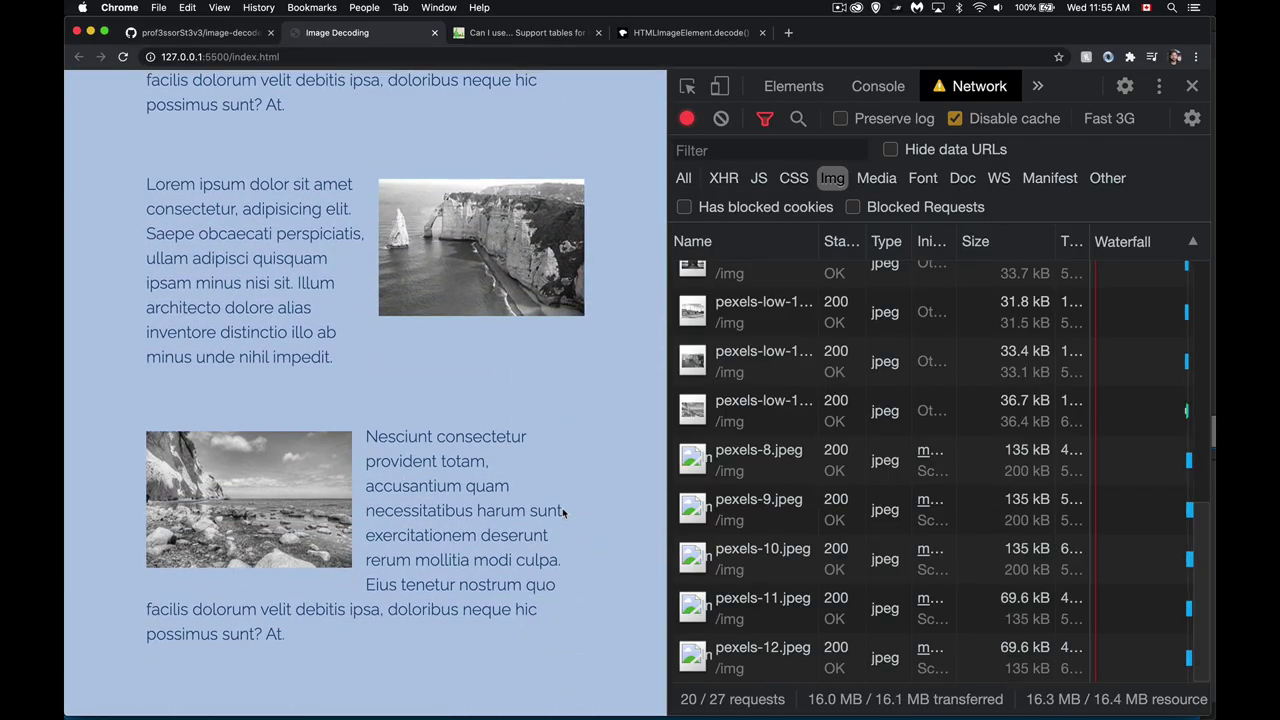 Chrome File Edit View History Bookmarks People Tab Window Help 100% Wed 11:55 AM
prof3ssorSt3v3/image-decode Image Decoding Can I use... Support tables for HTMLImageElement.decode()
127.0.0.1:5500/index.html
facilis dolorum velit debitis ipsa, doloribus neque hic
possimus sunt? At.
Lorem ipsum dolor sit amet
consectetur, adipisicing elit.
Saepe obcaecati perspiciatis,
ullam adipisci quisquam
ipsam minus nisi sit. Illum
architecto dolore alias
inventore distinctio illo ab
minus unde nihil impedit.
Nesciunt consectetur
provident totam,
accusantium quam
necessitatibus harum sunt
exercitationem deserunt
rerum mollitia modi culpa.
Eius tenetur nostrum quo
facilis dolorum velit debitis ipsa, doloribus neque hic
possimus sunt? At.
Elements Console Network
Preserve log Disable cache Fast 3G
Filter Hide data URLs
All XHR JS CSS Img Media Font Doc WS Manifest Other
Has blocked cookies Blocked Requests
Name Sta... Type Ini... Size T... Waterfall
/img OK jpeg Ot... 33.7 kB 5...
pexels-low-1... 200 31.8 kB 1...
/img OK jpeg Ot... 31.5 kB 5...
pexels-low-1... 200 33.4 kB 1...
/img OK jpeg Ot... 33.1 kB 5...
pexels-low-1... 200 36.7 kB 1...
/img OK jpeg Ot... 36.4 kB 6...
pexels-8.jpeg 200 m... 135 kB 4...
/img OK jpeg Sc... 200 kB 5...
pexels-9.jpeg 200 m... 135 kB 5...
/img OK jpeg Sc... 200 kB 5...
pexels-10.jpeg 200 m... 135 kB 6...
/img OK jpeg Sc... 200 kB 5...
pexels-11.jpeg 200 m... 69.6 kB 4...
/img OK jpeg Sc... 135 kB 5...
pexels-12.jpeg 200 m... 69.6 kB 4...
/img OK jpeg Sc... 135 kB 6...
20 / 27 requests 16.0 MB / 16.1 MB transferred 16.3 MB / 16.4 MB resource